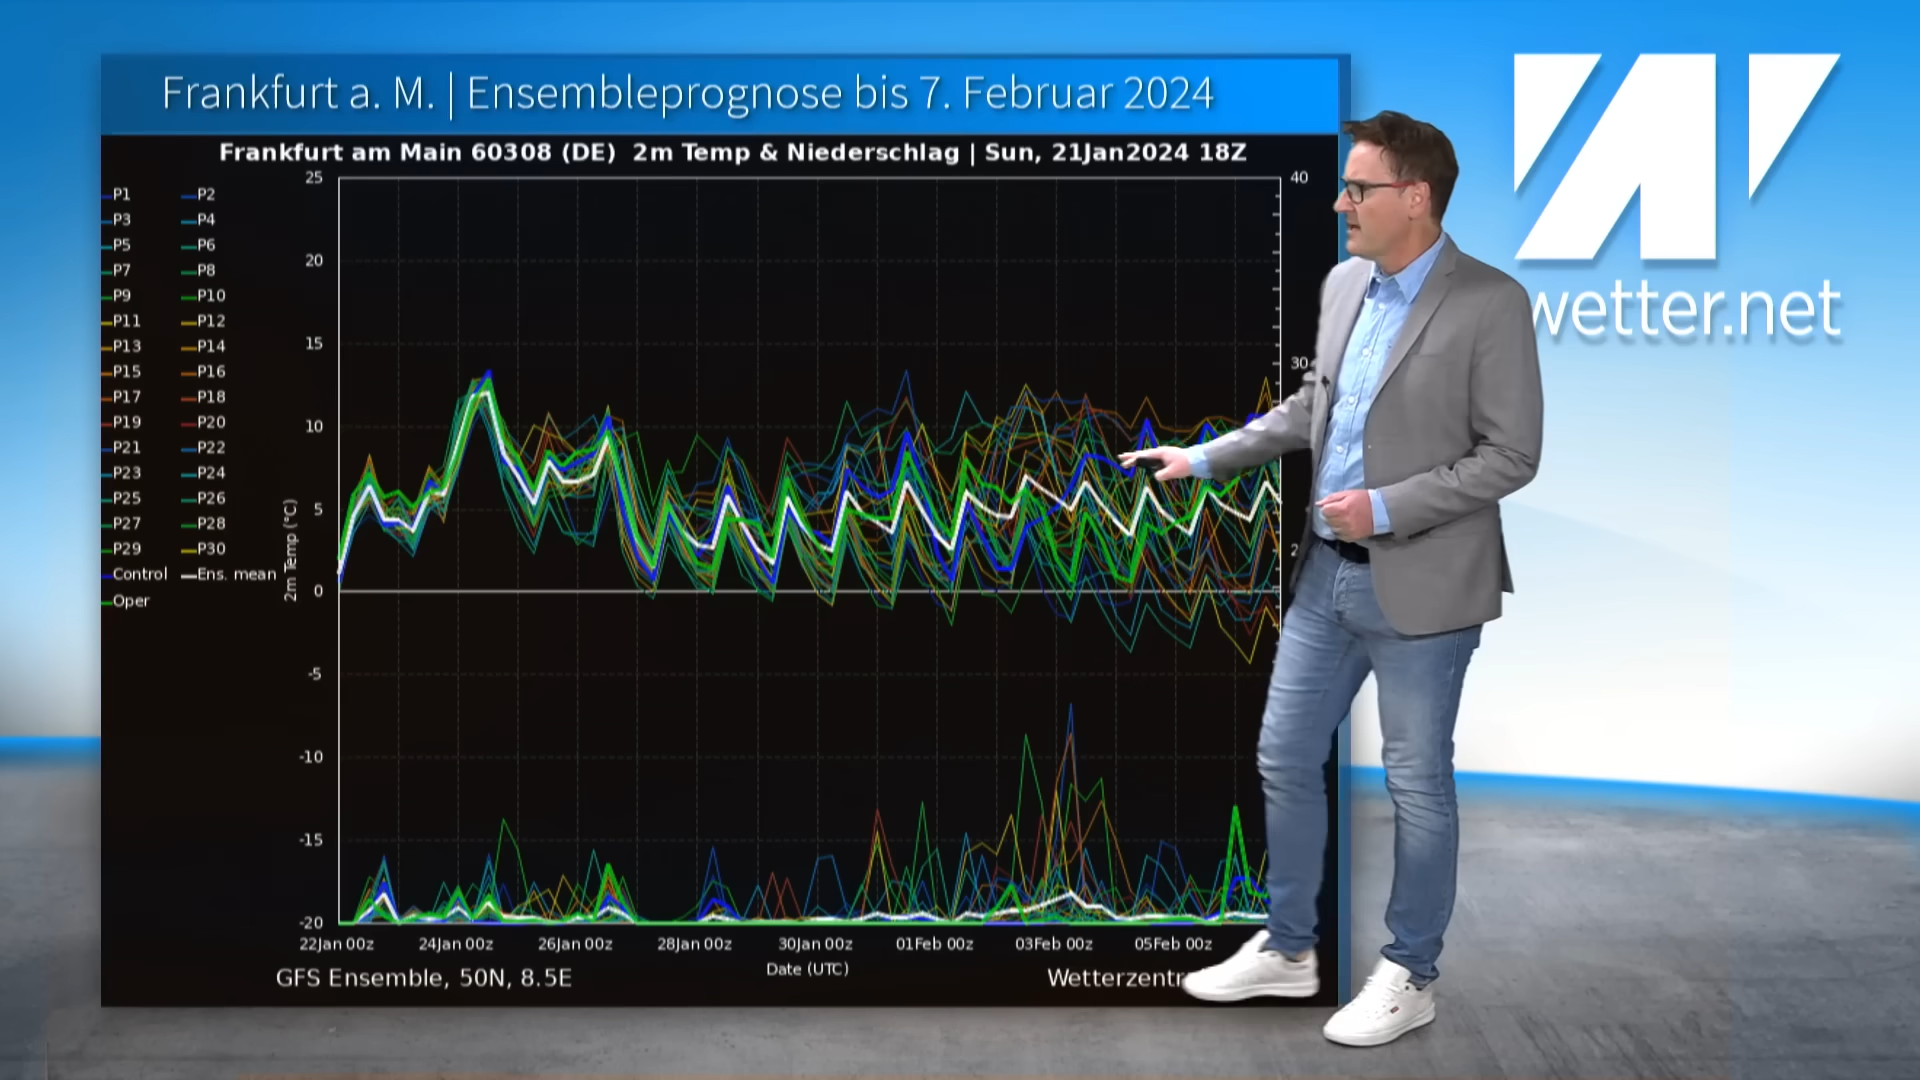 Frankfurt a. M. | Ensembleprognose bis 7. Februar 2024
Frankfurt am Main 60308 (DE) 2m Temp & Niederschlag | Sun, 21Jan2024 18Z
25
20
15
10
5
0
-5
-10
-15
-20
40
30
2
P1 P2
P3 P4
P5 P6
P7 P8
P9 P10
P11 P12
P13 P14
P15 P16
P17 P18
P19 P20
P21 P22
P23 P24
P25 P26
P27 P28
P29 P30
Control Ens. mean
Oper
2m Temp (°C)
22Jan 00z 24Jan 00z 26Jan 00z 28Jan 00z 30Jan 00z 01Feb 00z 03Feb 00z 05Feb 00z
Date (UTC)
GFS Ensemble, 50N, 8.5E
Wetterzentr
wetter.net